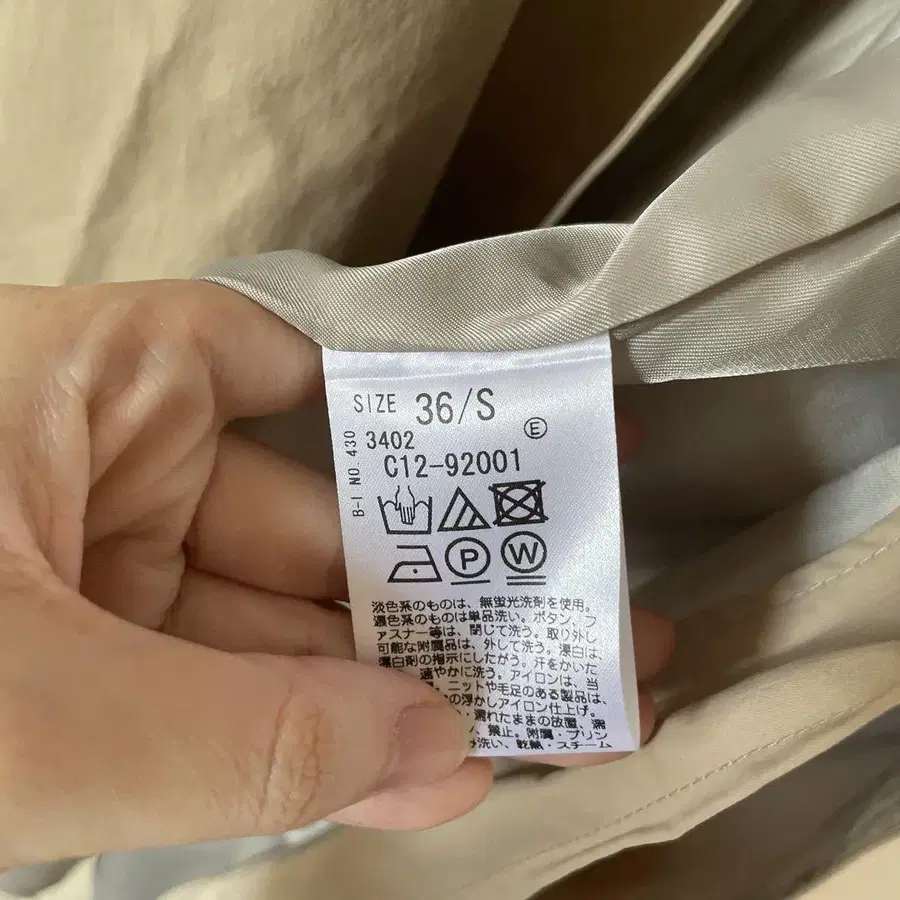 SIZE 36/S
E
B-I NO 430
3402
C12-92001
P W
淡色系のものは、無蛍光洗剤を使用。
濃色系のものは単品洗い。ボタン、フ
ァスナー等は、閉じて洗う。取り外し
可能な附属品は、外して洗う。漂白は、
漂白剤の指示にしたがう。汗をかいた
速やかに洗う。アイロンは、当
ニットや毛足のある製品は、
の浮かしアイロン仕上げ。
濡れたままの放置、濡
禁止。附属・プリン
洗い、乾熱・スチーム